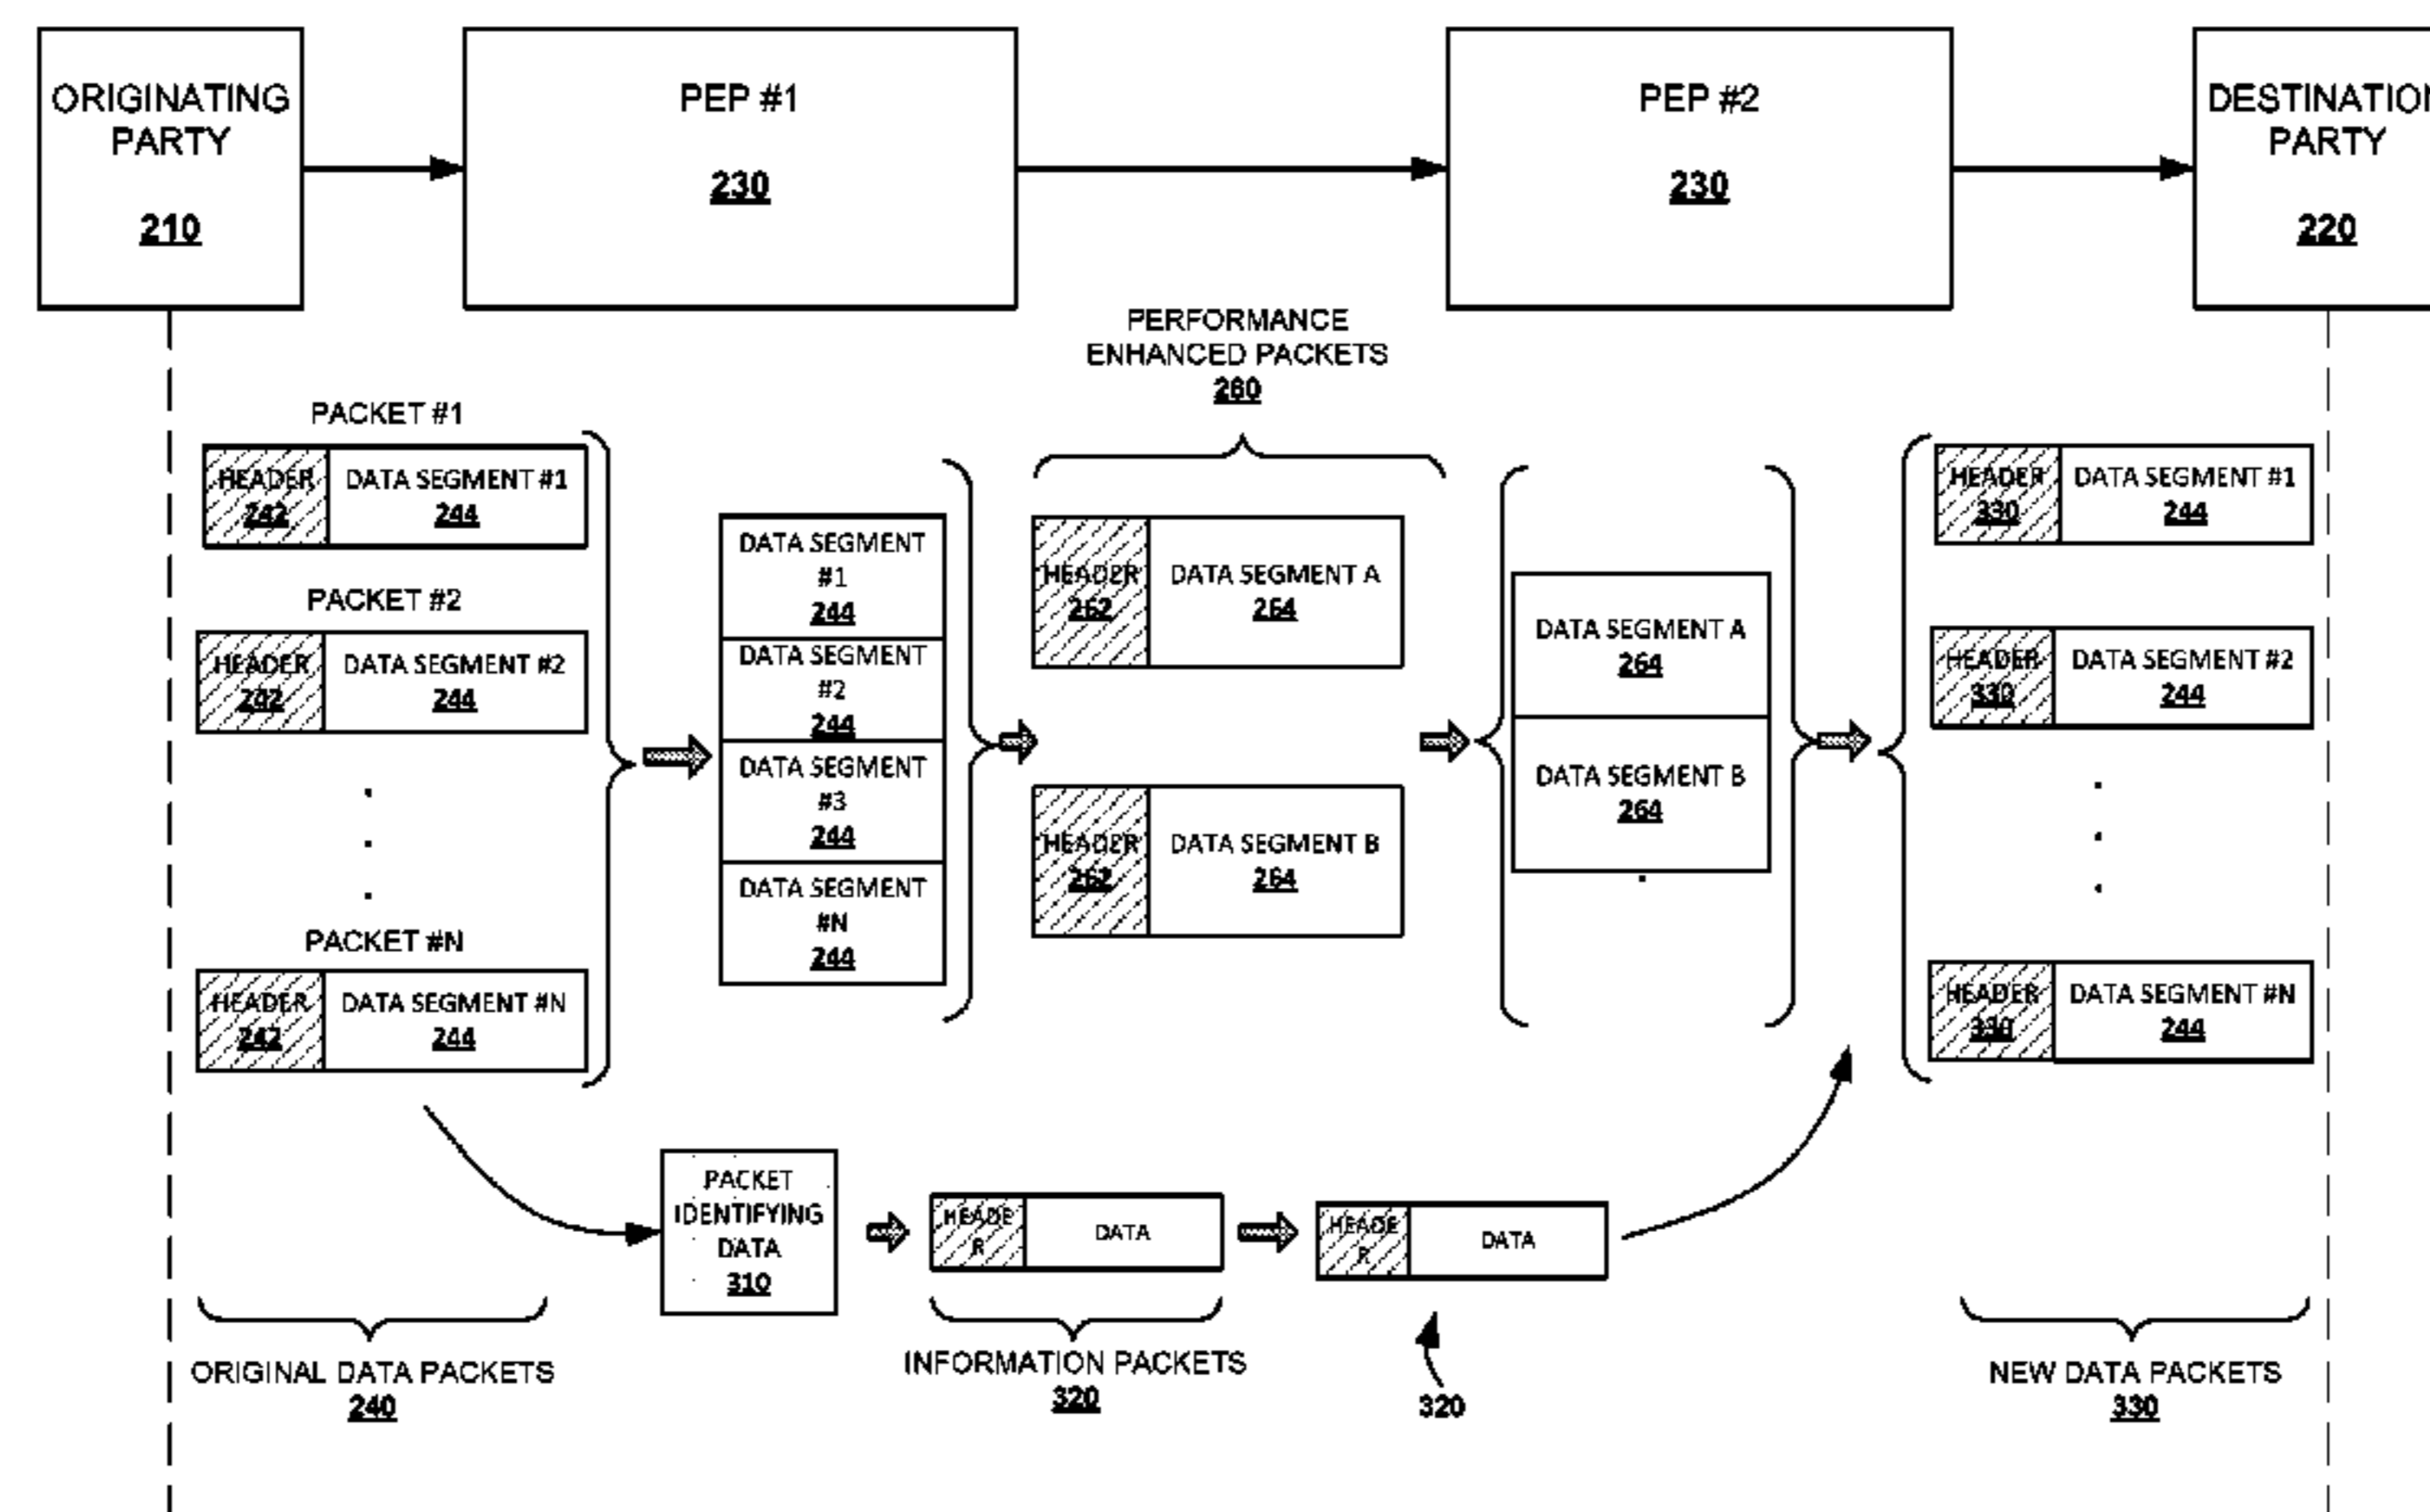 ORIGINATING
PARTY
210
PEP #1
230
PEP #2
230
DESTINATION
PARTY
220
PERFORMANCE
ENHANCED PACKETS
260
PACKET #1
HEADER
242
DATA SEGMENT #1
244
PACKET #2
HEADER
242
DATA SEGMENT #2
244
PACKET #N
HEADER
242
DATA SEGMENT #N
244
DATA SEGMENT
#1
244
DATA SEGMENT
#2
244
DATA SEGMENT
#3
244
DATA SEGMENT
#N
244
HEADER
262
DATA SEGMENT A
264
HEADER
262
DATA SEGMENT B
264
DATA SEGMENT A
264
DATA SEGMENT B
264
HEADER
330
DATA SEGMENT #1
244
HEADER
330
DATA SEGMENT #2
244
HEADER
330
DATA SEGMENT #N
244
PACKET
IDENTIFYING
DATA
310
HEADE
R
DATA
HEADE
R
DATA
ORIGINAL DATA PACKETS
240
INFORMATION PACKETS
320
320
NEW DATA PACKETS
330